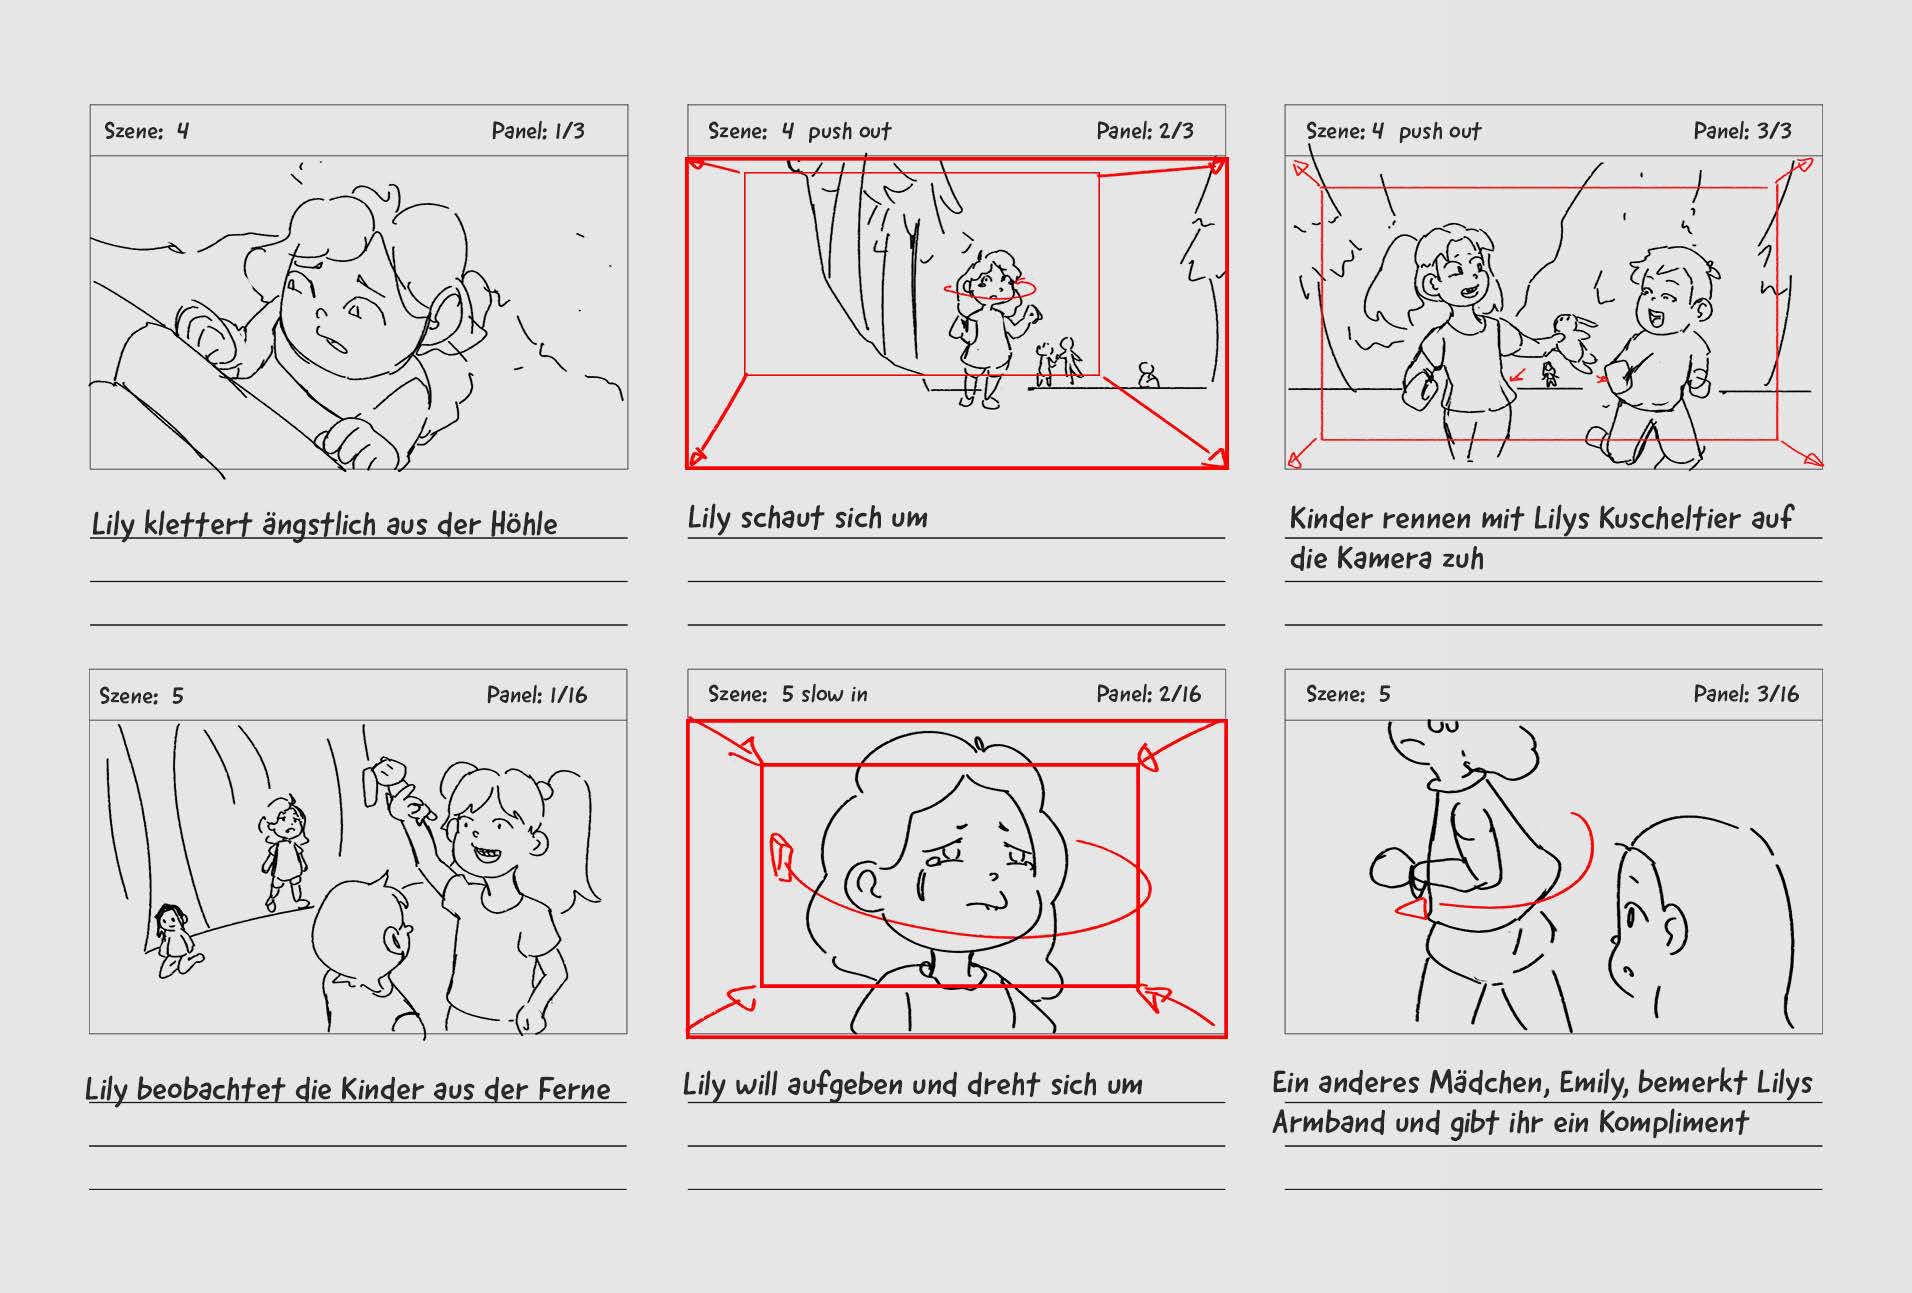 Szene: 4
Panel: 1/3
Lily klettert ängstlich aus der Höhle
Szene: 4 push out
Panel: 2/3
Lily schaut sich um
Szene: 4 push out
Panel: 3/3
Kinder rennen mit Lilys Kuscheltier auf
die Kamera zuh
Szene: 5
Panel: 1/16
Lily beobachtet die Kinder aus der Ferne
Szene: 5 slow in
Panel: 2/16
Lily will aufgeben und dreht sich um
Szene: 5
Panel: 3/16
Ein anderes Mädchen, Emily, bemerkt Lilys
Armband und gibt ihr ein Kompliment